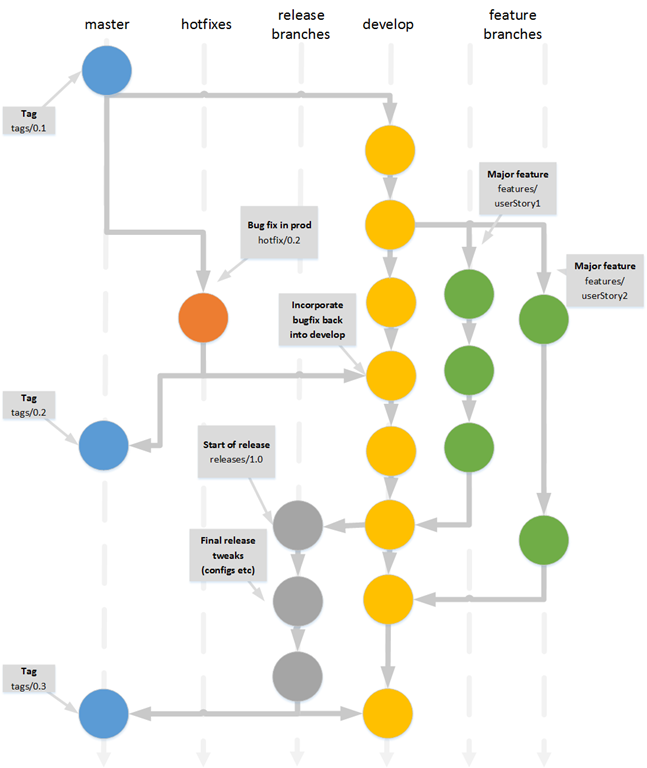 master
hotfixes
release
branches
develop
feature
branches
Tag
tags/0.1
Major feature
features/
userStory1
Bug fix in prod
hotfix/0.2
Major feature
features/
userStory2
Incorporate
bugfix back
into develop
Tag
tags/0.2
Start of release
releases/1.0
Final release
tweaks
(configs etc)
Tag
tags/0.3